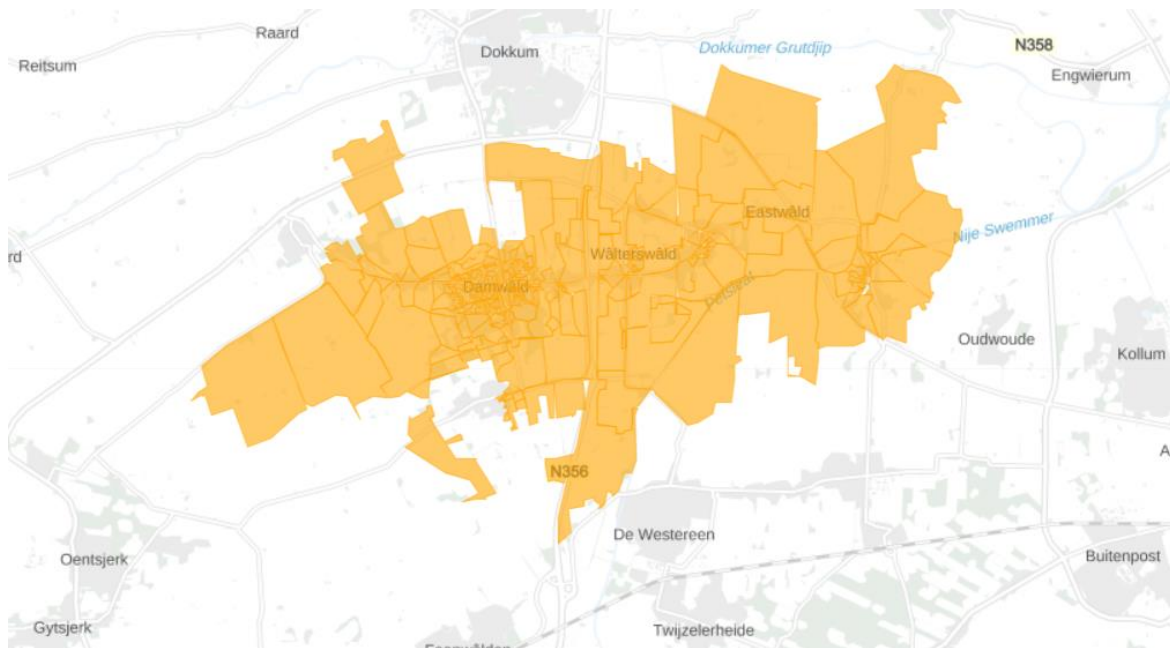 Raard
Reitsum
Dokkum
Dokkumer Grutdjip
N358
Engwierum
Eastwâld
Nije Swemmer
rd
Wâlterswâld
Damwâld
Petsleat
Oudwoude
Kollum
A
N356
De Westereen
Oentsjerk
Buitenpost
Gytsjerk
Twijzelerheide